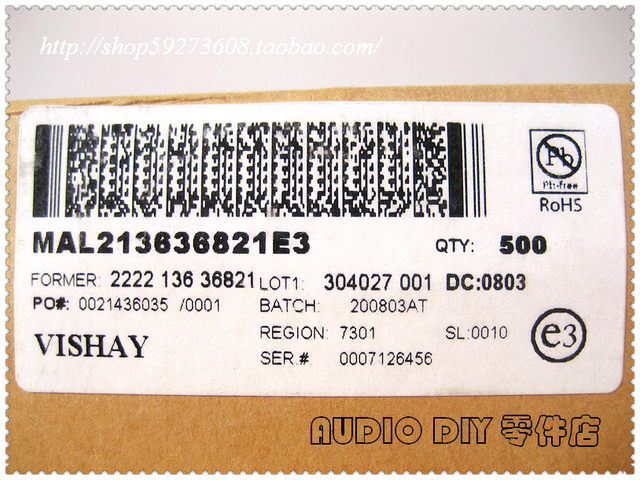 http://shop59273608.taobao.com/
Pb
Pb-free
RoHS
MAL213636821E3 QTY: 500
FORMER: 2222 136 36821 LOT1: 304027 001 DC:0803
PO#: 0021436035 /0001 BATCH: 200803AT
REGION: 7301 SL:0010
VISHAY SER.# 0007126456
e3
AUDIO DIY 零件店